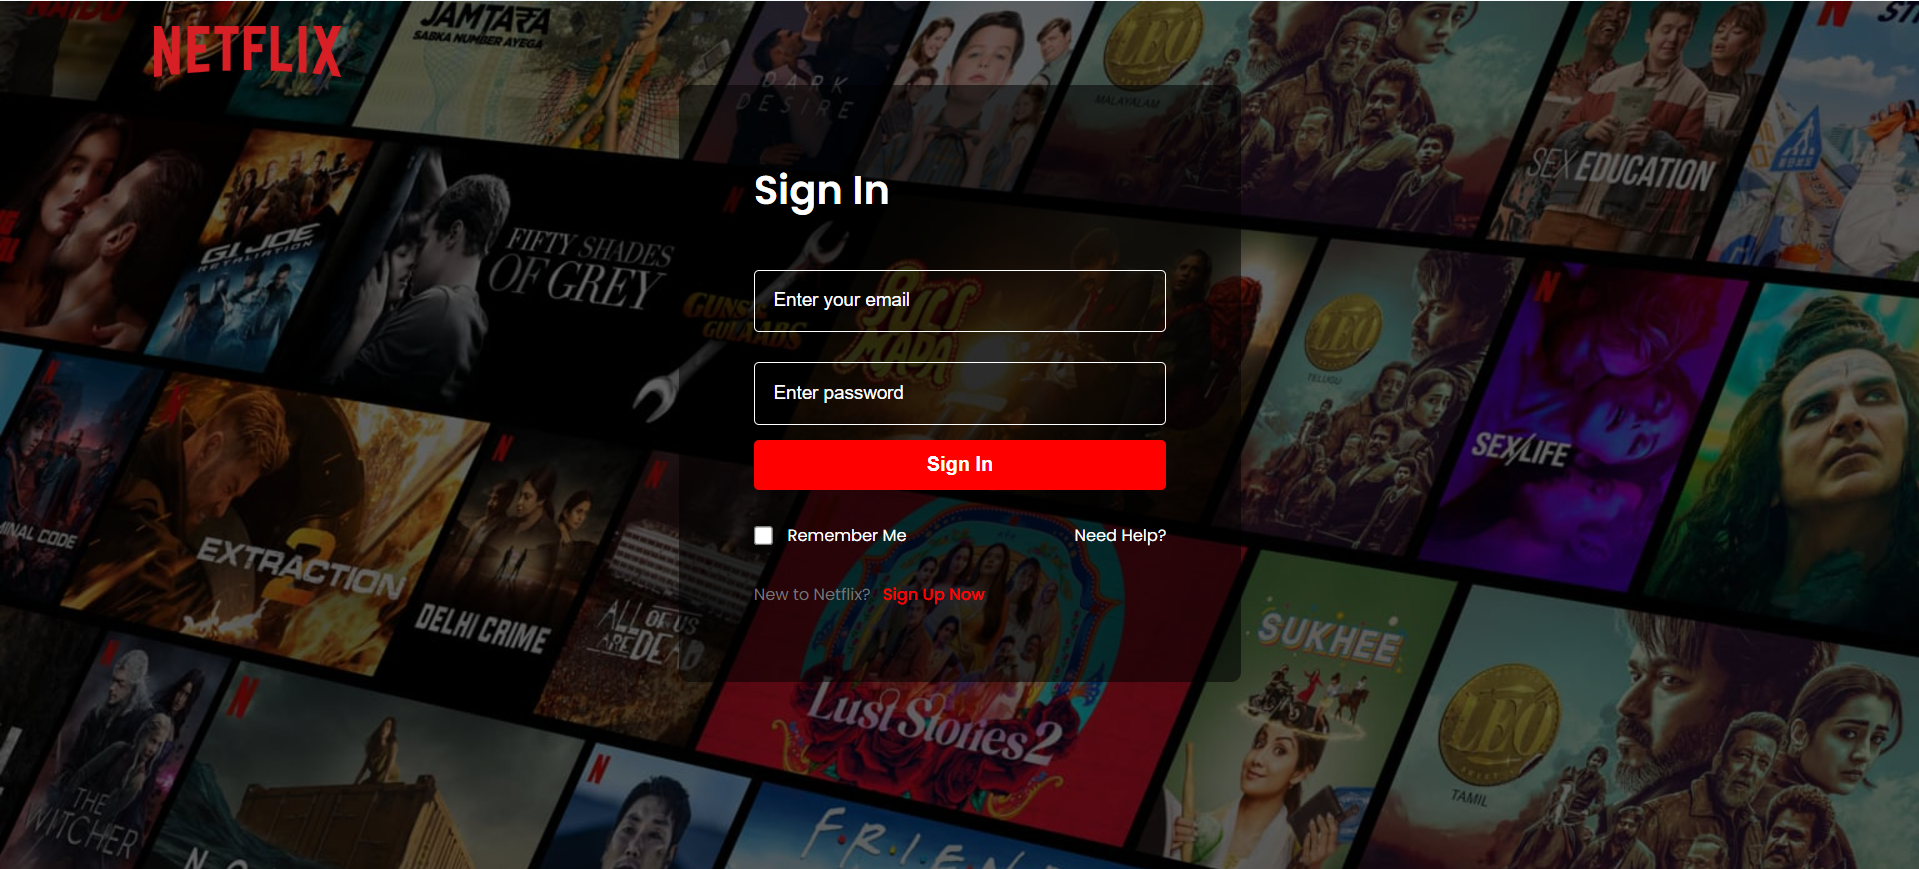 NETFLIX
JAMTARA
SABKA NUMBER AYEGA
DARK
DESIRE
LEO
MALAYALAM
SEX EDUCATION
Sign In
G.I. JOE
RETALIATION
FIFTY SHADES
OF GREY
GUNS &
GULAABS
Enter your email
LEO
TELUGU
Enter password
SEX/LIFE
Sign In
EXTRACTION
2
DELHI CRIME
ALL OF US
ARE DEAD
Remember Me
Need Help?
New to Netflix? Sign Up Now
SUKHEE
Lust Stories 2
LEO
TAMIL
THE
WITCHER